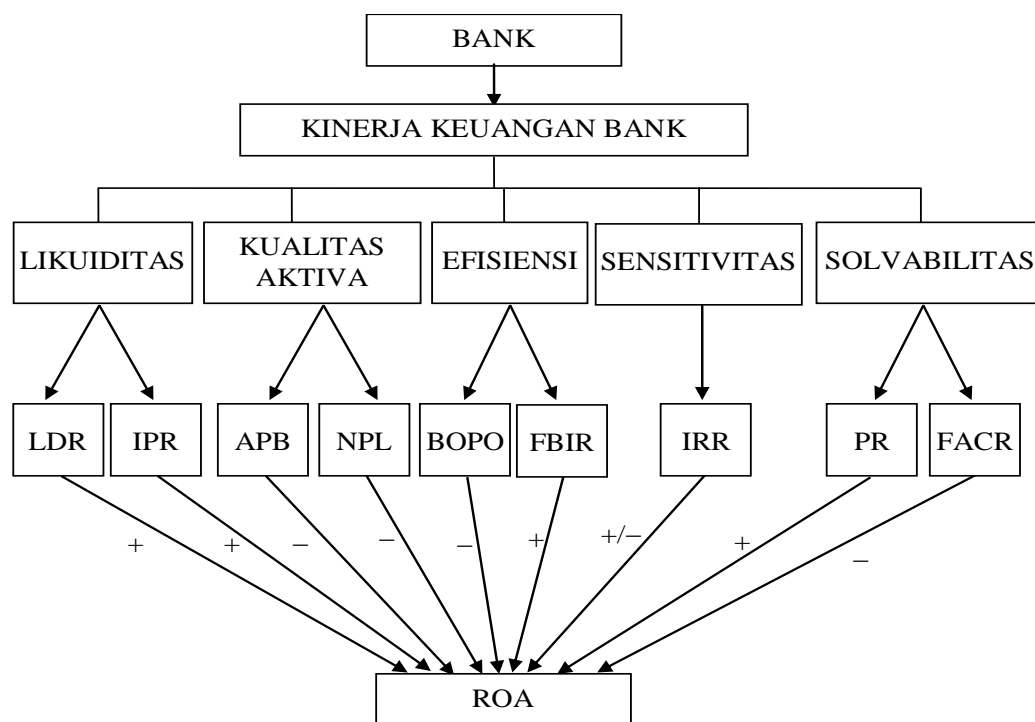 BANK
KINERJA KEUANGAN BANK
LIKUIDITAS
KUALITAS
AKTIVA
EFISIENSI
SENSITIVITAS
SOLVABILITAS
LDR
IPR
APB
NPL
BOPO
FBIR
IRR
PR
FACR
+
+
–
–
–
+
+/–
+
–
ROA